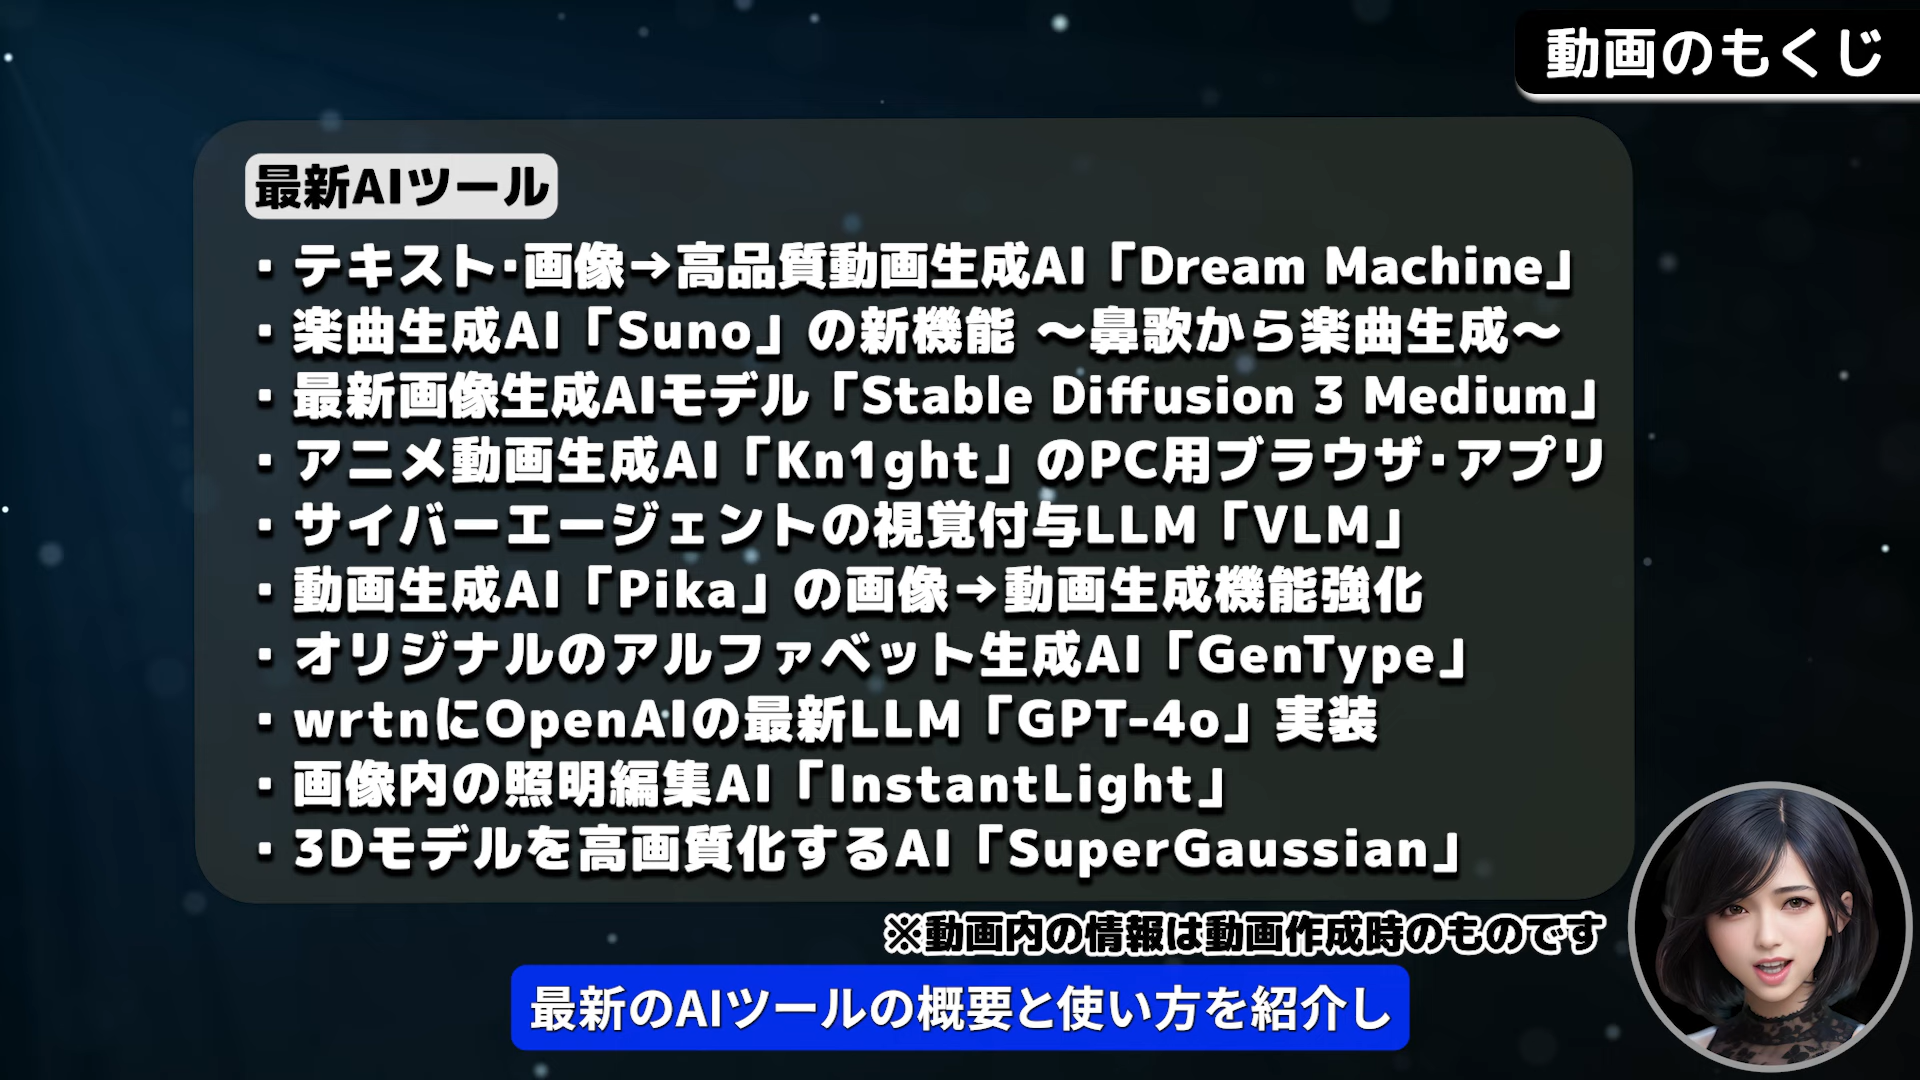 動画のもくじ
最新AIツール
・テキスト・画像→高品質動画生成AI「Dream Machine」
・楽曲生成AI「Suno」の新機能 ～鼻歌から楽曲生成～
・最新画像生成AIモデル「Stable Diffusion 3 Medium」
・アニメ動画生成AI「Kn1ght」のPC用ブラウザ・アプリ
・サイバーエージェントの視覚付与LLM「VLM」
・動画生成AI「Pika」の画像→動画生成機能強化
・オリジナルのアルファベット生成AI「GenType」
・wrtnにOpenAIの最新LLM「GPT-4o」実装
・画像内の照明編集AI「InstantLight」
・3Dモデルを高画質化するAI「SuperGaussian」
※動画内の情報は動画作成時のものです
最新のAIツールの概要と使い方を紹介し